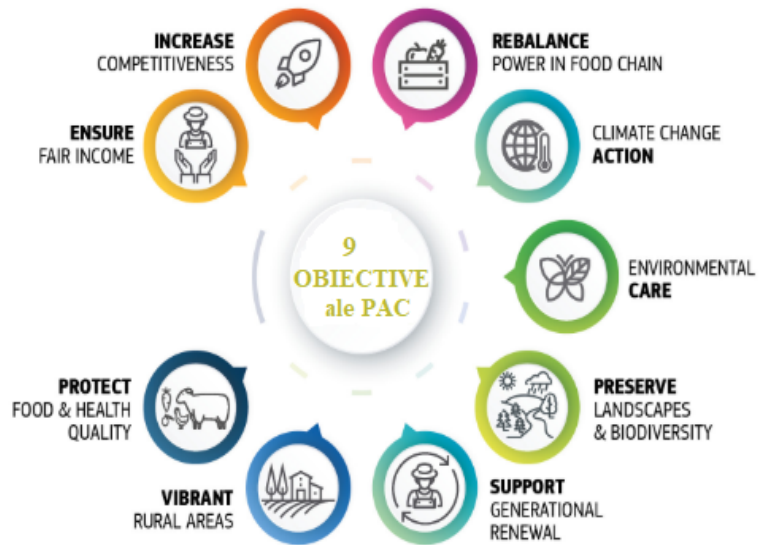 INCREASE
COMPETITIVENESS
REBALANCE
POWER IN FOOD CHAIN
ENSURE
FAIR INCOME
CLIMATE CHANGE
ACTION
9
OBIECTIVE
ale PAC
ENVIRONMENTAL
CARE
PROTECT
FOOD & HEALTH
QUALITY
PRESERVE
LANDSCAPES
& BIODIVERSITY
VIBRANT
RURAL AREAS
SUPPORT
GENERATIONAL
RENEWAL